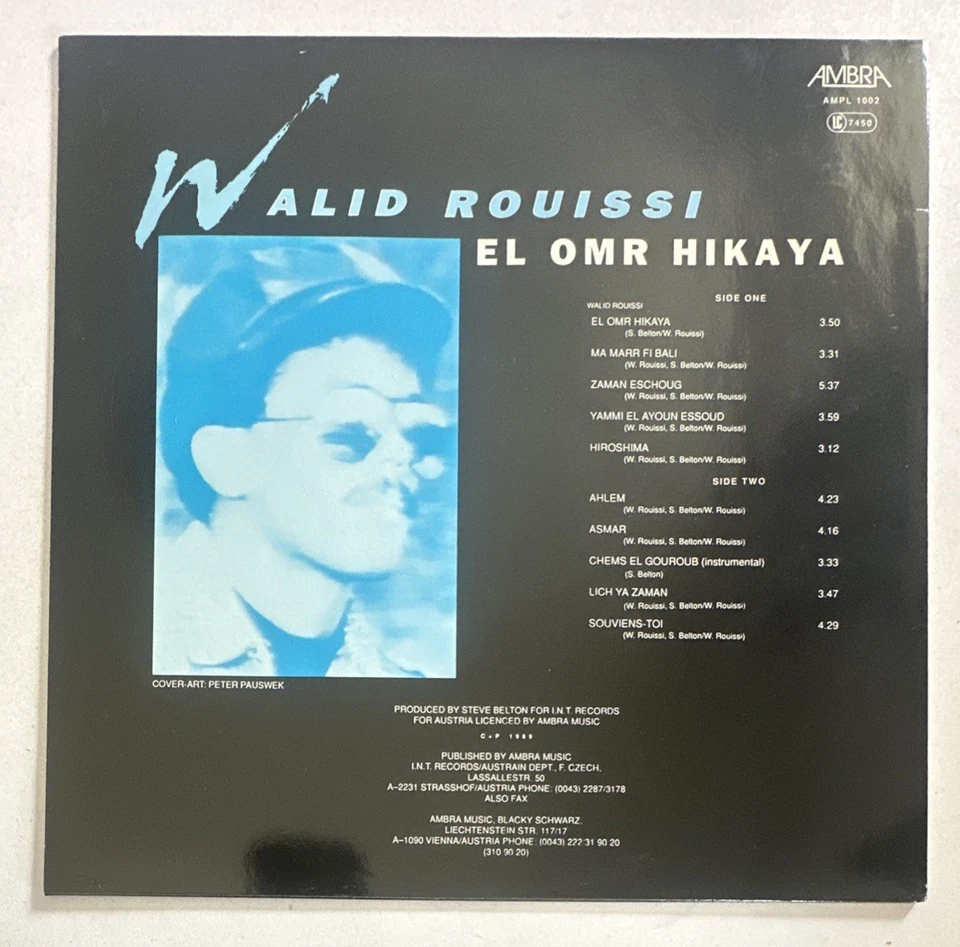 AMBRA
AMPL 1002
LC 7450
WALID ROUISSI
EL OMR HIKAYA
SIDE ONE
WALID ROUISSI
EL OMR HIKAYA 3.50
(S. Belton/W. Rouissi)
MA MARR FI BALI 3.31
(W. Rouissi, S. Belton/W. Rouissi)
ZAMAN ESCHOUG 5.37
(W. Rouissi, S. Belton/W. Rouissi)
YAMMI EL AYOUN ESSOUD 3.59
(W. Rouissi, S. Belton/W. Rouissi)
HIROSHIMA 3.12
(W. Rouissi, S. Belton/W. Rouissi)
SIDE TWO
AHLEM 4.23
(W. Rouissi, S. Belton/W. Rouissi)
ASMAR 4.16
(W. Rouissi, S. Belton/W. Rouissi)
CHEMS EL GOUROUB (instrumental) 3.33
(S. Belton)
LICH YA ZAMAN 3.47
(W. Rouissi, S. Belton/W. Rouissi)
SOUVIENS-TOI 4.29
(W. Rouissi, S. Belton/W. Rouissi)
COVER-ART: PETER PAUSWEK
PRODUCED BY STEVE BELTON FOR I.N.T. RECORDS
FOR AUSTRIA LICENCED BY AMBRA MUSIC
C + P 1989
PUBLISHED BY AMBRA MUSIC
I.N.T. RECORDS/AUSTRAIN DEPT., F. CZECH,
LASSALLESTR. 50
A-2231 STRASSHOF/AUSTRIA PHONE: (0043) 2287/3178
ALSO FAX
AMBRA MUSIC, BLACKY SCHWARZ.
LIECHTENSTEIN STR. 117/17
A-1090 VIENNA/AUSTRIA PHONE: (0043) 222 31 90 20
(310 90 20)